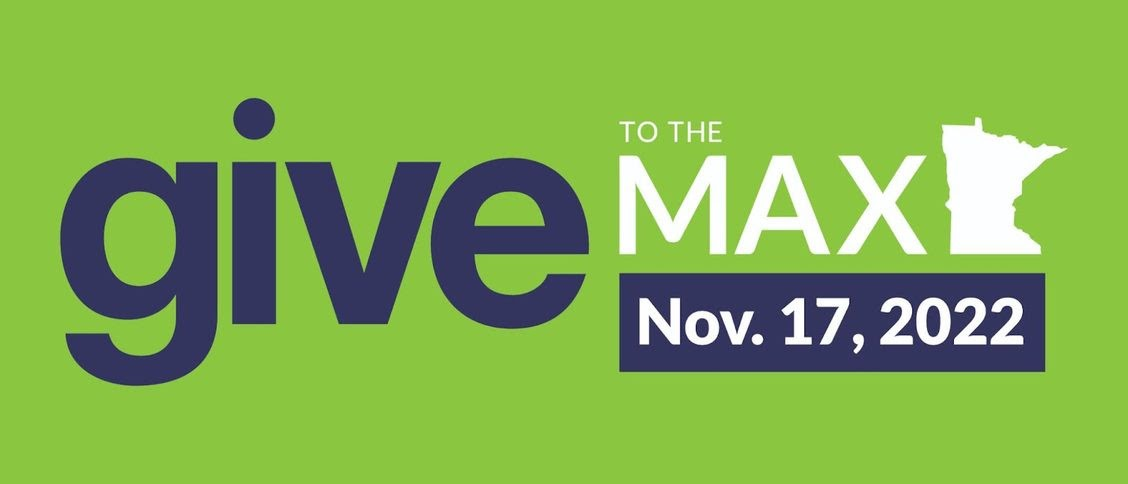 give
TO THE
MAX
Nov. 17, 2022